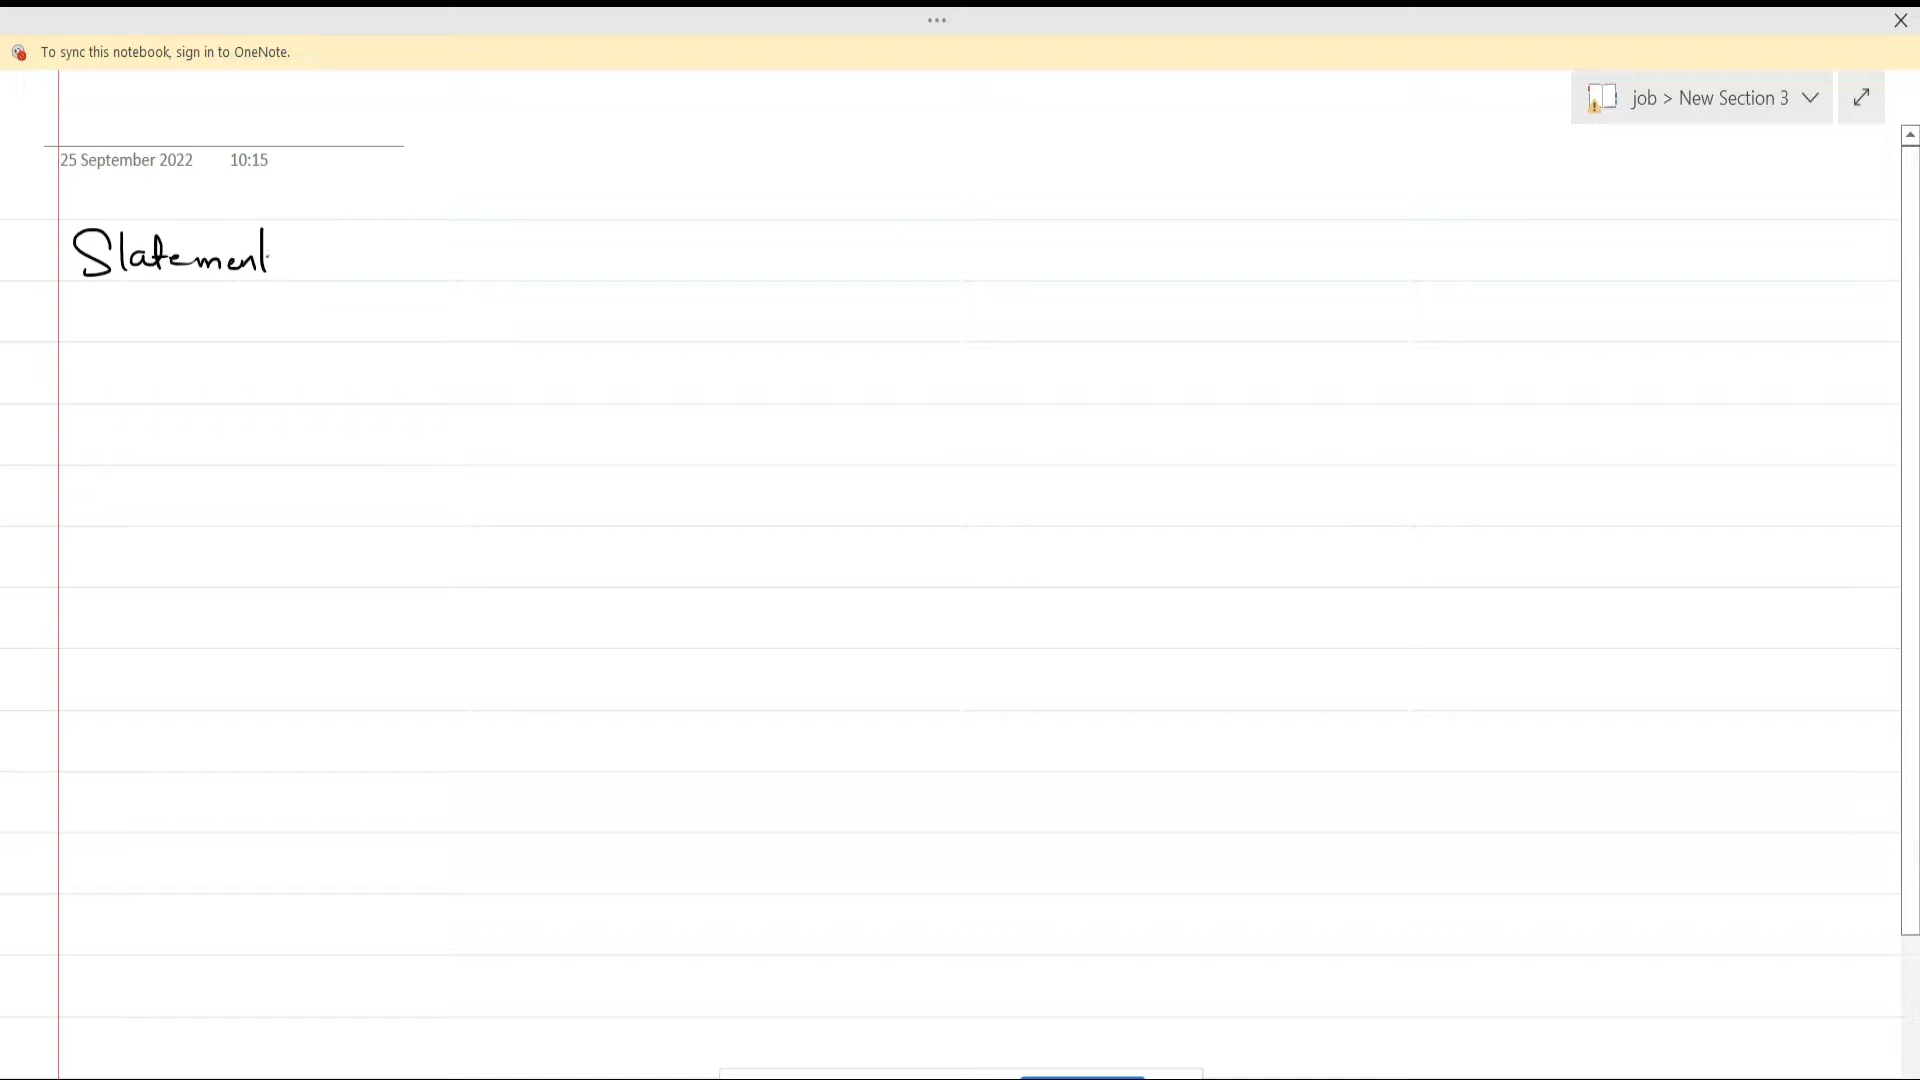 To sync this notebook, sign in to OneNote.
job > New Section 3
25 September 2022 10:15
Statement